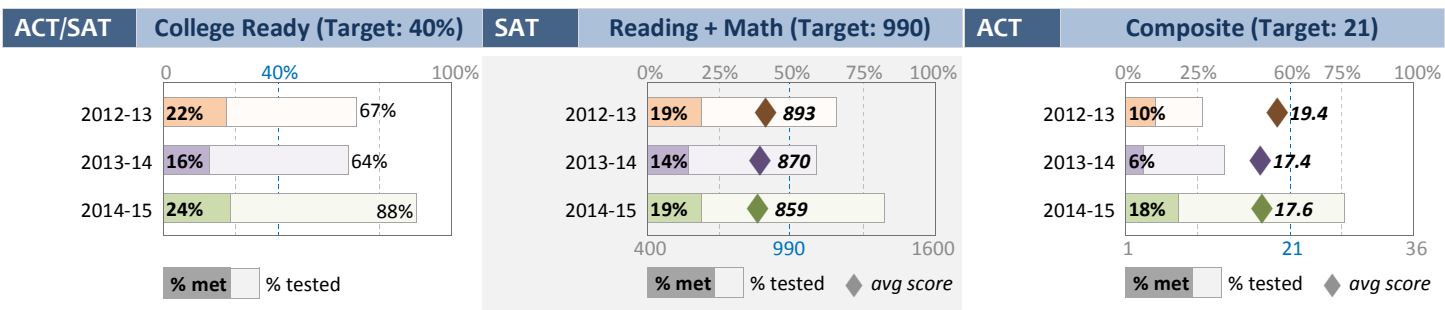 ACT/SAT College Ready (Target: 40%)
0 40% 100%
2012-13 22% 67%
2013-14 16% 64%
2014-15 24% 88%
% met % tested
SAT Reading + Math (Target: 990)
0% 25% 50% 75% 100%
2012-13 19% 893
2013-14 14% 870
2014-15 19% 859
400 990 1600
% met % tested avg score
ACT Composite (Target: 21)
0% 25% 60% 75% 100%
2012-13 10% 19.4
2013-14 6% 17.4
2014-15 18% 17.6
1 21 36
% met % tested avg score